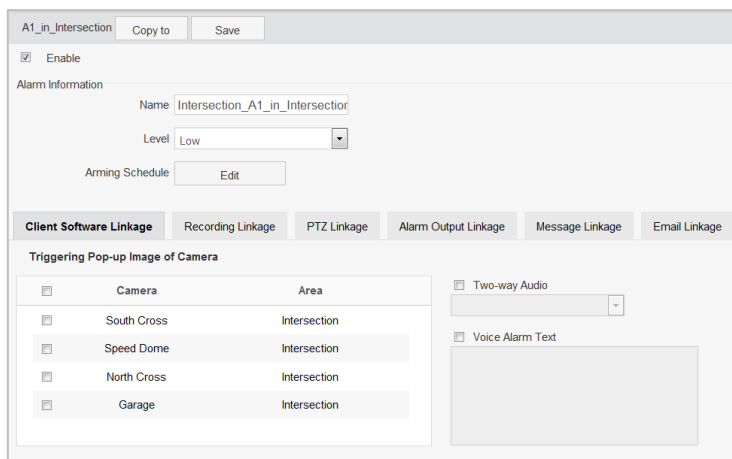 A1_in_Intersection Copy to Save
Enable
Alarm Information
Name Intersection_A1_in_Intersection
Level Low
Arming Schedule Edit
Client Software Linkage Recording Linkage PTZ Linkage Alarm Output Linkage Message Linkage Email Linkage
Triggering Pop-up Image of Camera
Camera Area
South Cross Intersection
Speed Dome Intersection
North Cross Intersection
Garage Intersection
Two-way Audio
Voice Alarm Text